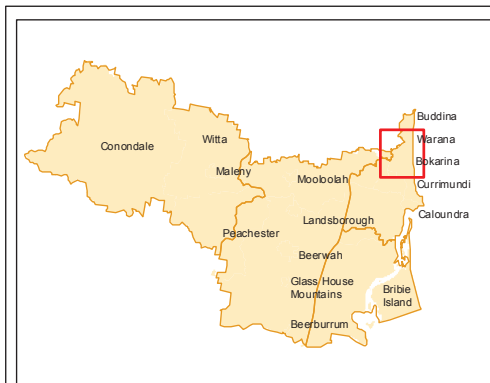 Buddina
Warana
Witta
Conondale
Bokarina
Maleny
Mooloolah
Currimundi
Caloundra
Landsborough
Peachester
Beerwah
Glass House
Mountains
Bribie
Island
Beerburrum